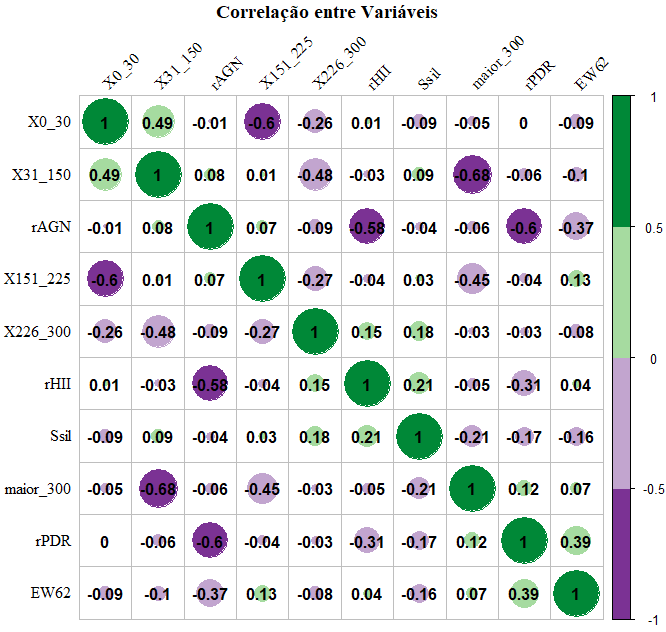 Correlação entre Variáveis
X0_30 X31_150 rAGN X151_225 X226_300 rHII Ssil maior_300 rPDR EW62
X0_30 1 0.49 -0.01 -0.6 -0.26 0.01 -0.09 -0.05 0 -0.09
X31_150 0.49 1 0.08 0.01 -0.48 -0.03 0.09 -0.68 -0.06 -0.1
rAGN -0.01 0.08 1 0.07 -0.09 -0.58 -0.04 -0.06 -0.6 -0.37
X151_225 -0.6 0.01 0.07 1 -0.27 -0.04 0.03 -0.45 -0.04 0.13
X226_300 -0.26 -0.48 -0.09 -0.27 1 0.15 0.18 -0.03 -0.03 -0.08
rHII 0.01 -0.03 -0.58 -0.04 0.15 1 0.21 -0.05 -0.31 0.04
Ssil -0.09 0.09 -0.04 0.03 0.18 0.21 1 -0.21 -0.17 -0.16
maior_300 -0.05 -0.68 -0.06 -0.45 -0.03 -0.05 -0.21 1 0.12 0.07
rPDR 0 -0.06 -0.6 -0.04 -0.03 -0.31 -0.17 0.12 1 0.39
EW62 -0.09 -0.1 -0.37 0.13 -0.08 0.04 -0.16 0.07 0.39 1
1
0.5
0
-0.5
-1